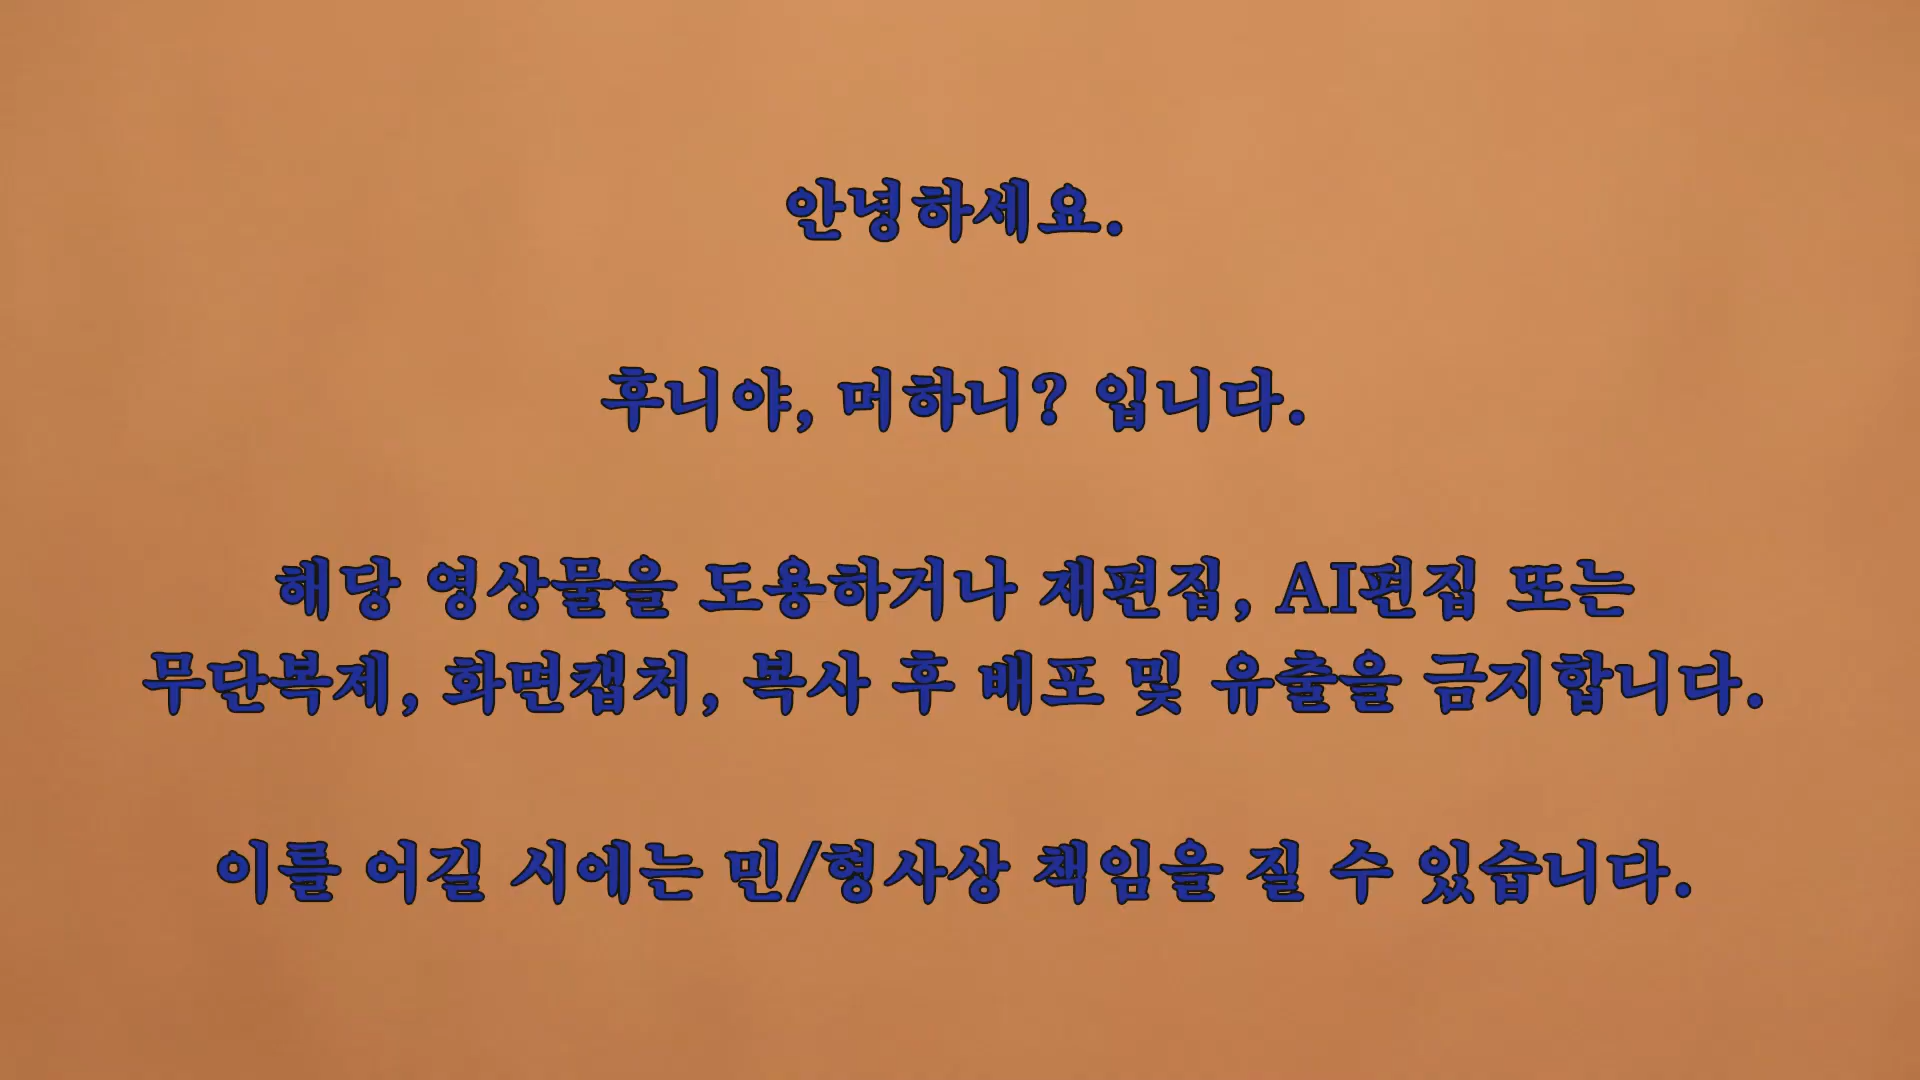 안녕하세요.
후니야, 머하니? 입니다.
해당 영상물을 도용하거나 재편집, AI편집 또는
무단복제, 화면캡처, 복사 후 배포 및 유출을 금지합니다.
이를 어길 시에는 민/형사상 책임을 질 수 있습니다.